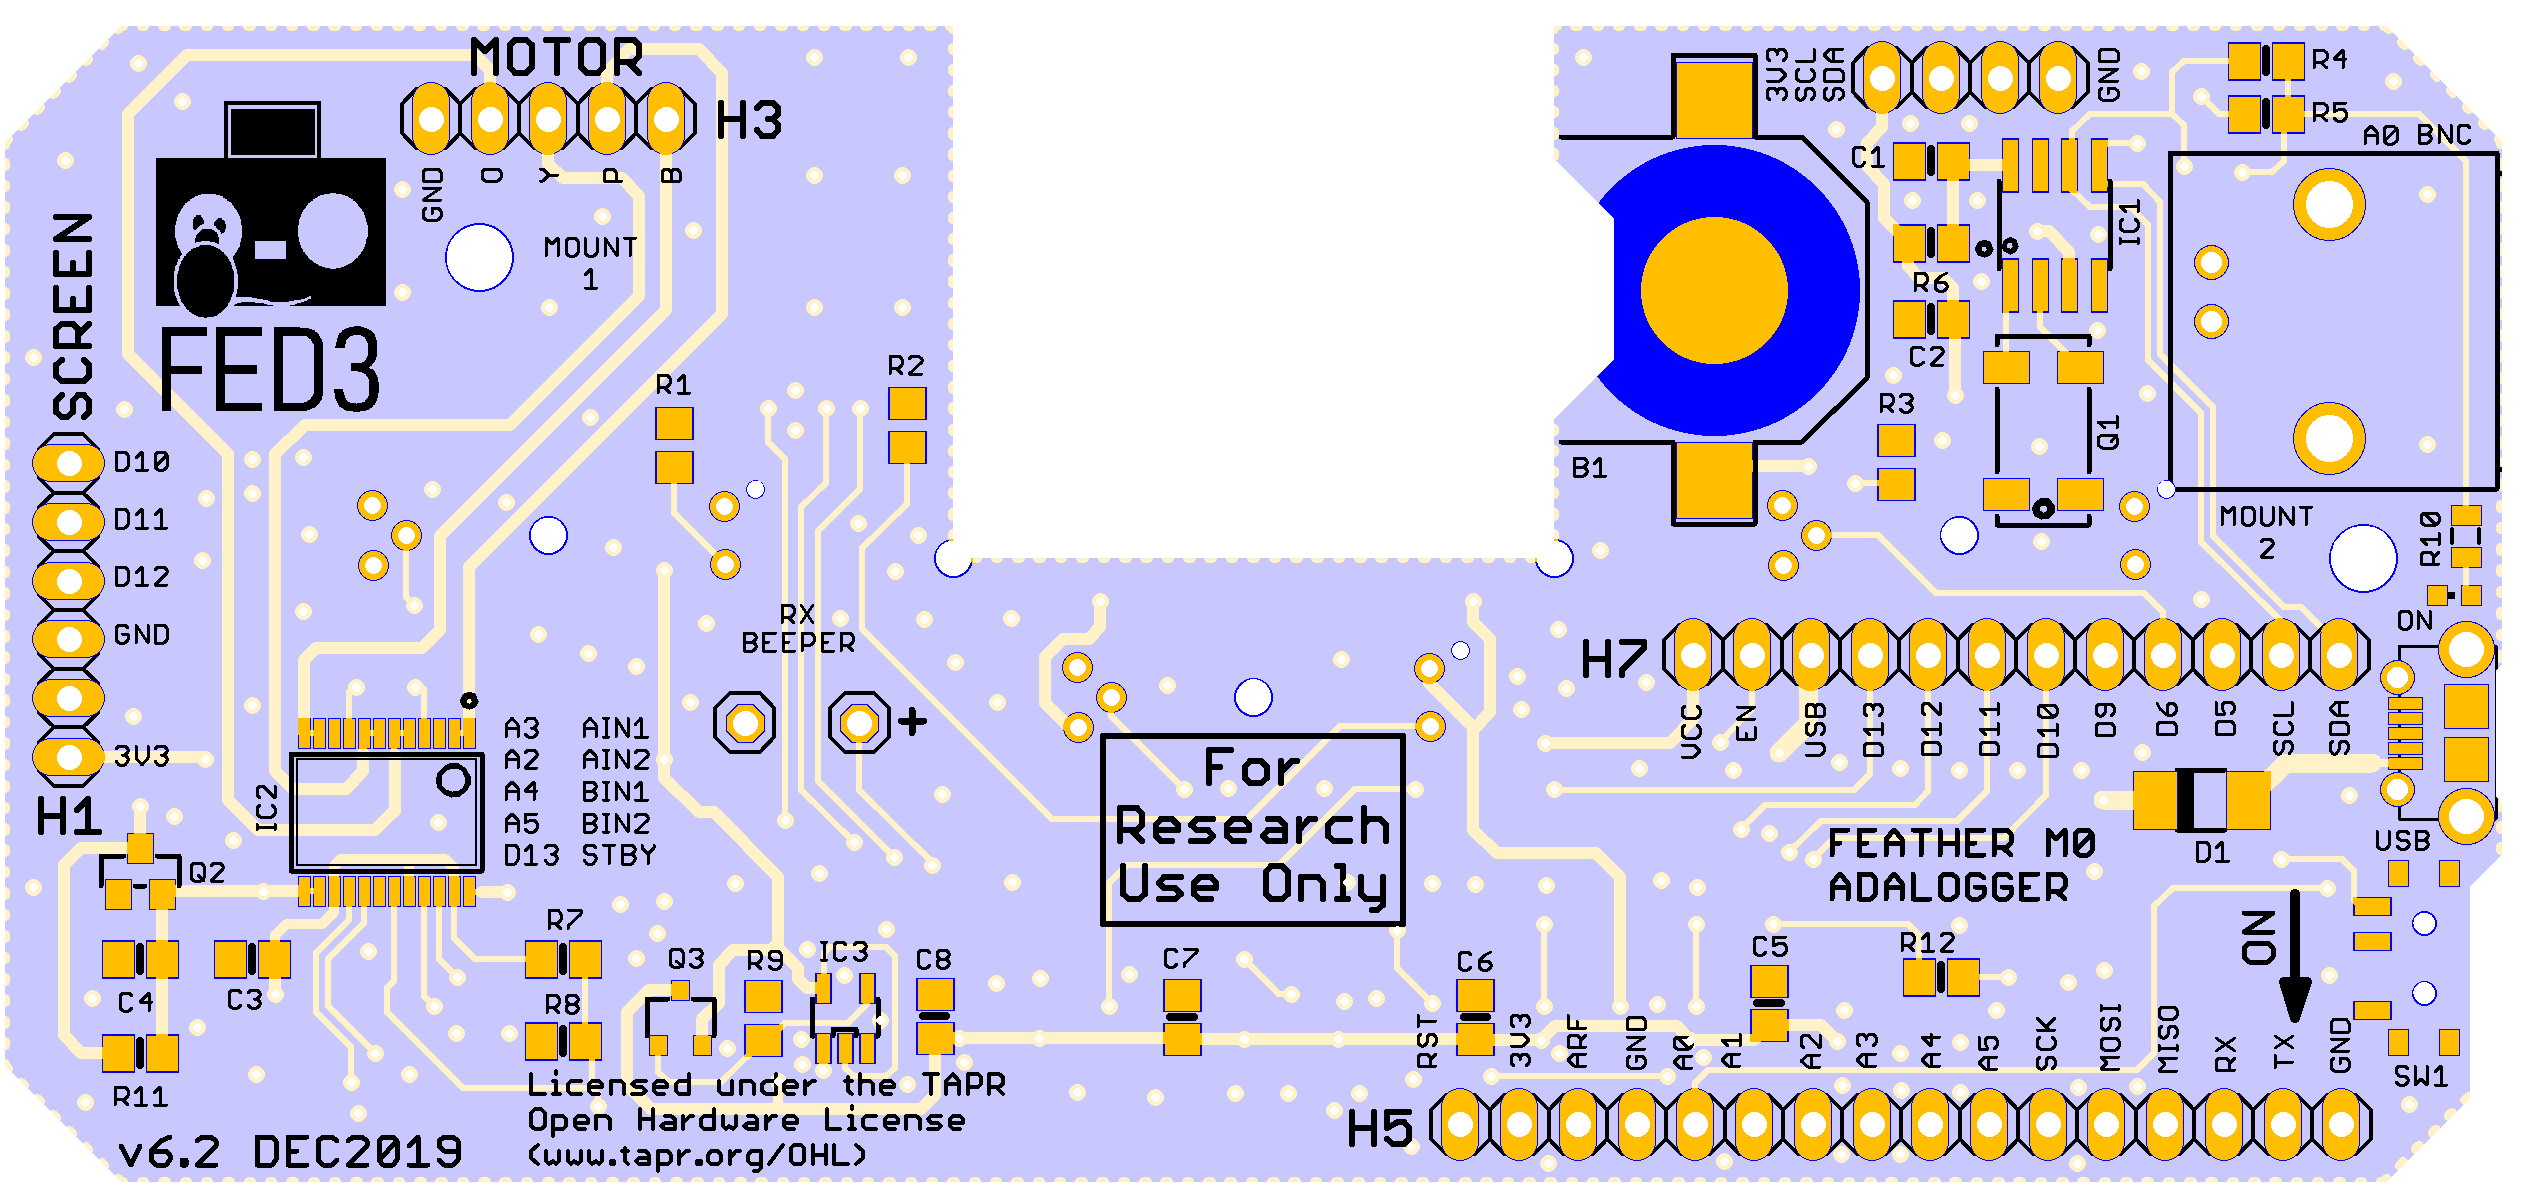 MOTOR
H3
GND O Y P B
MOUNT
1
SCREEN
FED3
D10
D11
D12
GND
3V3
H1
R1
R2
RX
BEEPER
+
IC2
A3 AIN1
A2 AIN2
A4 BIN1
A5 BIN2
D13 STBY
Q2
C4
C3
R11
R7
R8
Q3
R9
IC3
C8
C7
C6
C5
R12
For
Research
Use Only
Licensed under the TAPR
Open Hardware License
(www.tapr.org/OHL)
v6.2 DEC2019
3V3
SCL
SDA
GND
R4
R5
A0 BNC
C1
IC1
R6
C2
R3
Q1
B1
MOUNT
2
R10
ON
H7
VCC EN USB D13 D12 D11 D10 D9 D6 D5 SCL SDA
D1
USB
FEATHER M0
ADALOGGER
ON
SW1
RST 3V3 ARF GND A0 A1 A2 A3 A4 A5 SCK MOSI MISO RX TX GND
H5